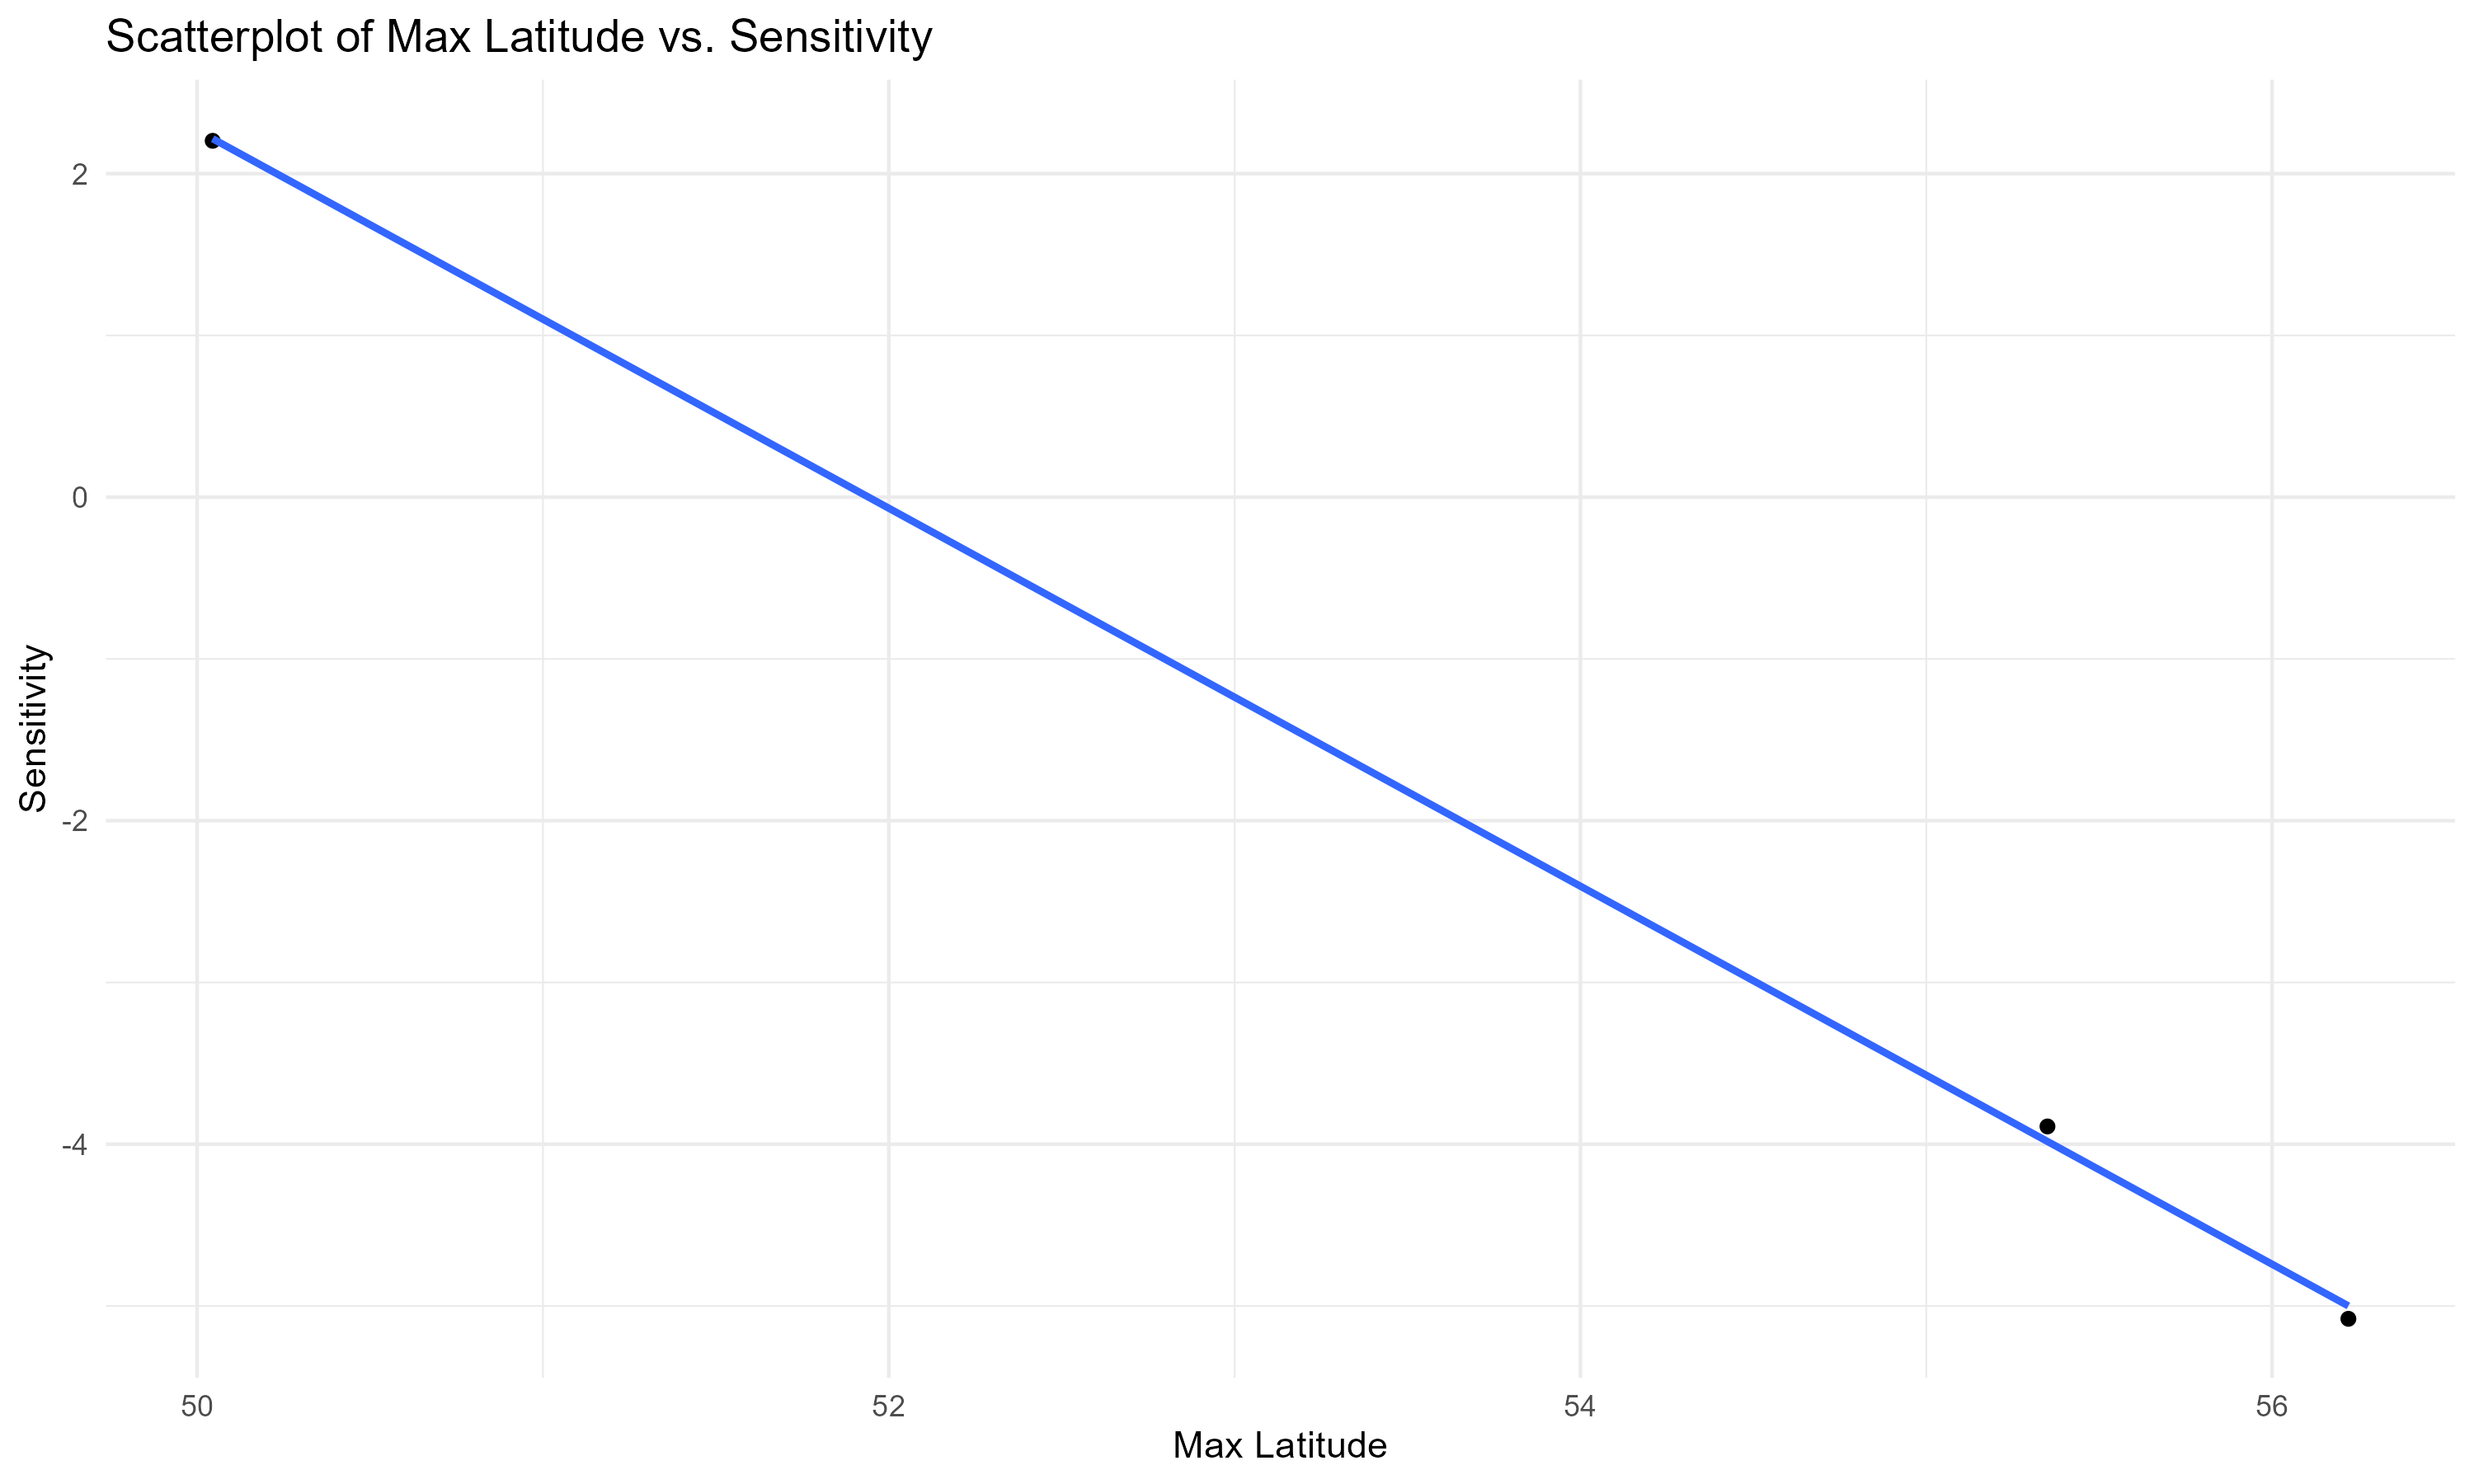 Scatterplot of Max Latitude vs. Sensitivity
2
0
-2
-4
Sensitivity
50 52 54 56
Max Latitude